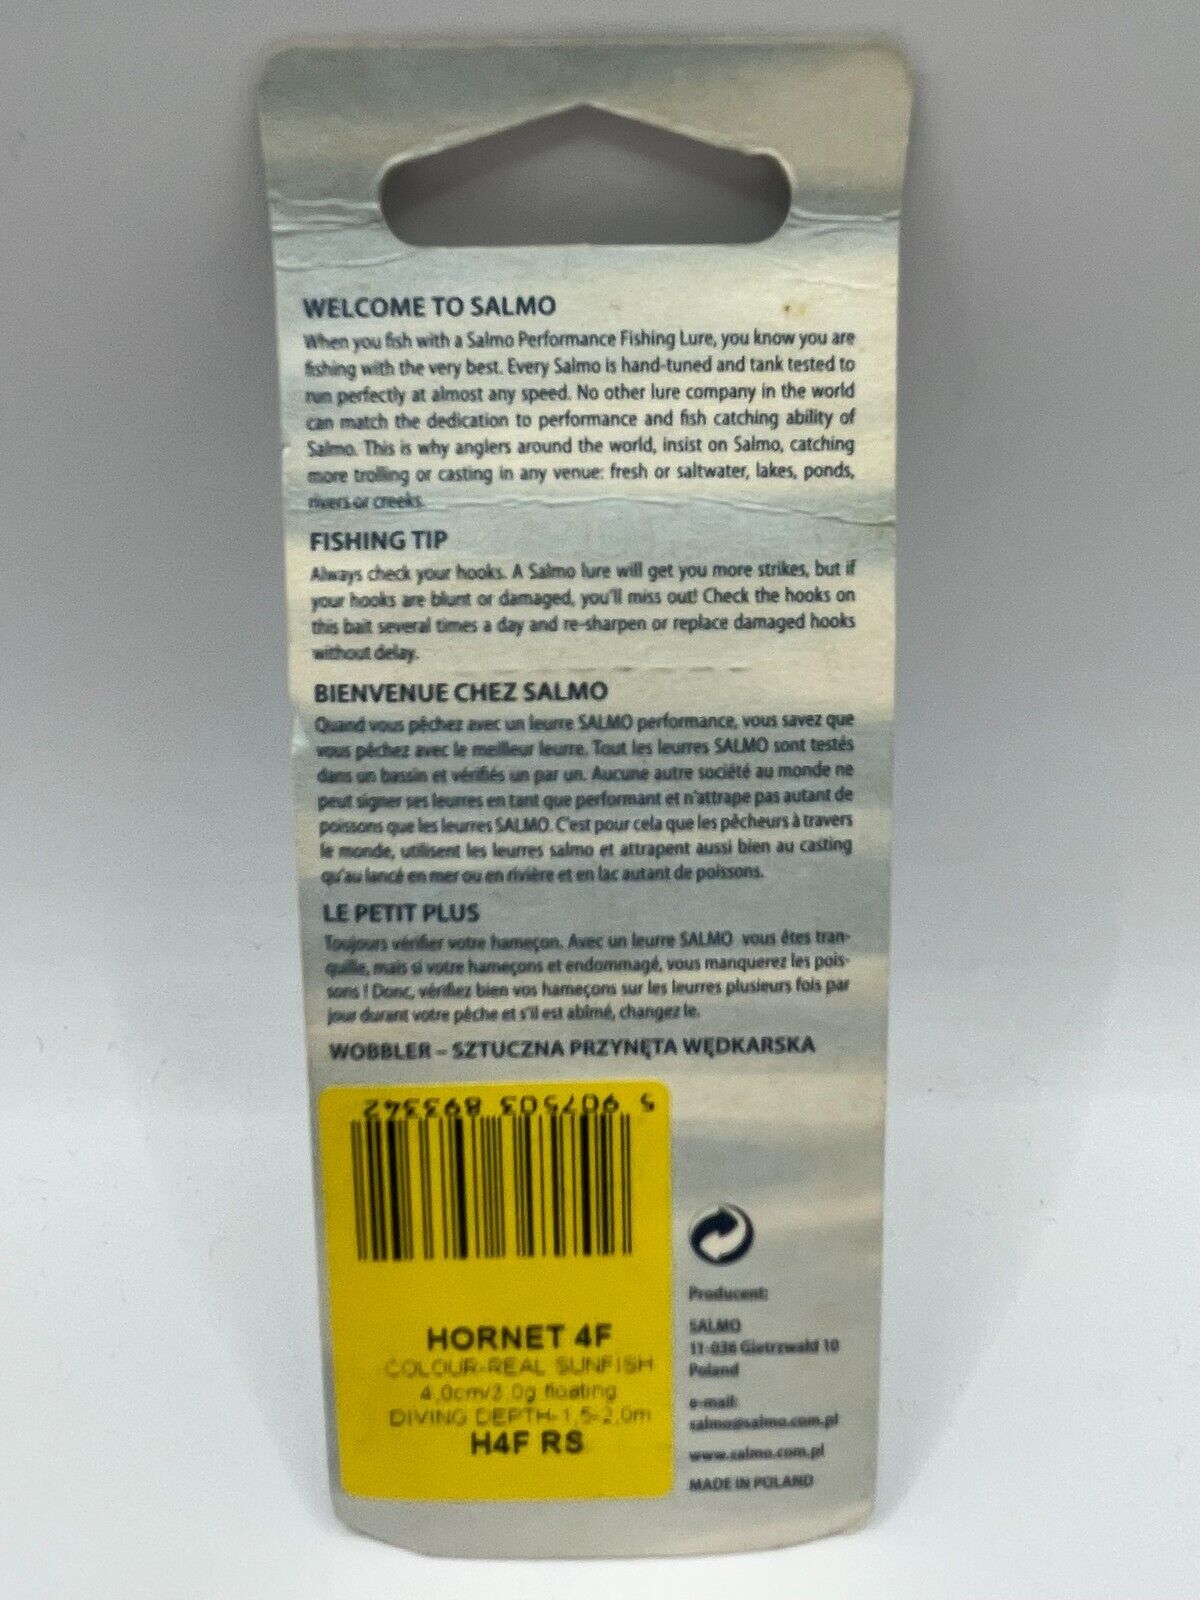 WELCOME TO SALMO
When you fish with a Salmo Performance Fishing Lure, you know you are
fishing with the very best. Every Salmo is hand-tuned and tank tested to
run perfectly at almost any speed. No other lure company in the world
can match the dedication to performance and fish catching ability of
Salmo. This is why anglers around the world, insist on Salmo, catching
more trolling or casting in any venue: fresh or saltwater, lakes, ponds,
rivers or creeks.
FISHING TIP
Always check your hooks. A Salmo lure will get you more strikes, but if
your hooks are blunt or damaged, you'll miss out! Check the hooks on
this bait several times a day and re-sharpen or replace damaged hooks
without delay.
BIENVENUE CHEZ SALMO
Quand vous pêchez avec un leurre SALMO performance, vous savez que
vous pêchez avec le meilleur leurre. Tout les leurres SALMO sont testés
dans un bassin et vérifiés un par un. Aucune autre société au monde ne
peut signer ses leurres en tant que performant et n'attrape pas autant de
poissons que les leurres SALMO. C'est pour cela que les pêcheurs à travers
le monde, utilisent les leurres salmo et attrapent aussi bien au casting
qu'au lancé en mer ou en rivière et en lac autant de poissons.
LE PETIT PLUS
Toujours vérifier votre hameçon. Avec un leurre SALMO vous êtes tran-
quille, mais si votre hameçons et endommagé, vous manquerez les pois-
sons ! Donc, vérifiez bien vos hameçons sur les leurres plusieurs fois par
jour durant votre pêche et s'il est abîmé, changez le.
WOBBLER – SZTUCZNA PRZYNĘTA WĘDKARSKA
5 907503 893342
HORNET 4F
COLOUR-REAL SUNFISH
4,0cm/3.0g floating
DIVING DEPTH-1,5-2,0m
H4F RS
Producent:
SALMO
11-036 Gietrzwałd 10
Poland
e-mail:
salmo@salmo.com.pl
www.salmo.com.pl
MADE IN POLAND